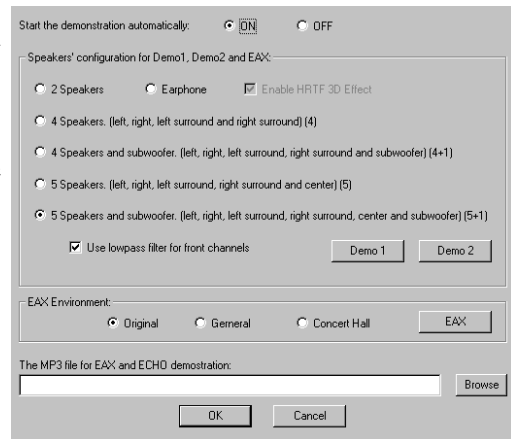 Start the demonstration automatically: ON OFF
Speakers' configuration for Demo1, Demo2 and EAX:
2 Speakers Earphone Enable HRTF 3D Effect
4 Speakers. (left, right, left surround and right surround) (4)
4 Speakers and subwoofer. (left, right, left surround, right surround and subwoofer) (4+1)
5 Speakers. (left, right, left surround, right surround and center) (5)
5 Speakers and subwoofer. (left, right, left surround, right surround, center and subwoofer) (5+1)
Use lowpass filter for front channels Demo 1 Demo 2
EAX Environment:
Original Gerneral Concert Hall EAX
The MP3 file for EAX and ECHO demostration:
Browse
OK Cancel